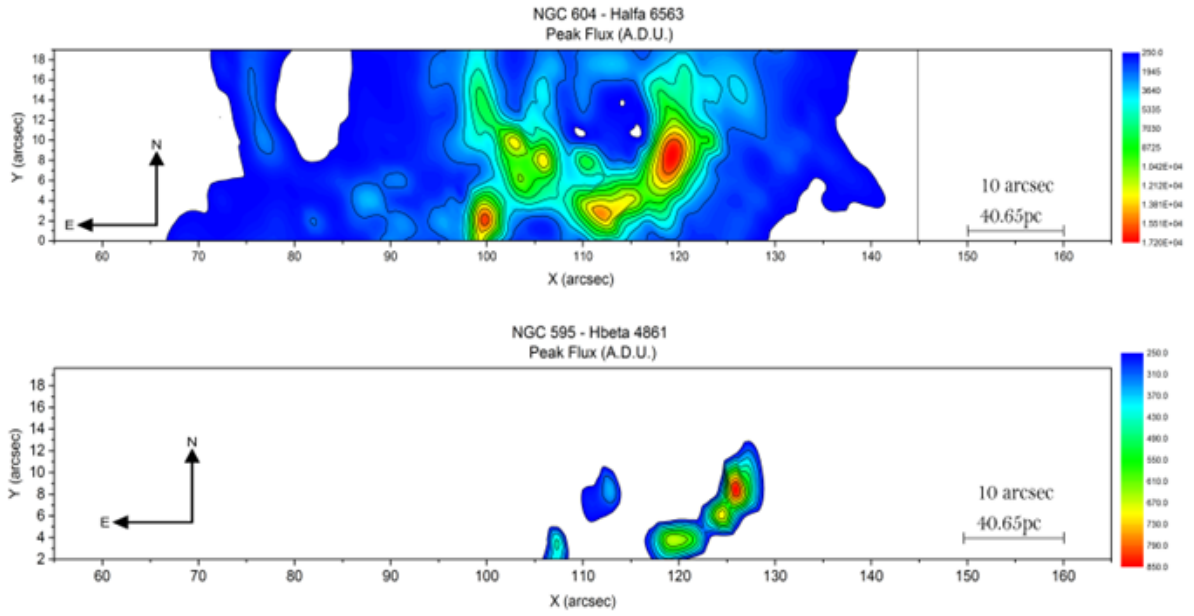 NGC 604 - Halfa 6563
Peak Flux (A.D.U.)
18
16
14
12
10
8
6
4
2
0
Y (arcsec)
N
E
10 arcsec
40.65pc
60
70
80
90
100
110
120
130
140
150
160
X (arcsec)
250.0
1945
3640
5335
7030
8725
1.042E+04
1.212E+04
1.381E+04
1.551E+04
1.720E+04
NGC 595 - Hbeta 4861
Peak Flux (A.D.U.)
18
16
14
12
10
8
6
4
2
Y (arcsec)
N
E
10 arcsec
40.65pc
60
70
80
90
100
110
120
130
140
150
160
X (arcsec)
250.0
310.0
370.0
430.0
490.0
550.0
610.0
670.0
730.0
790.0
850.0